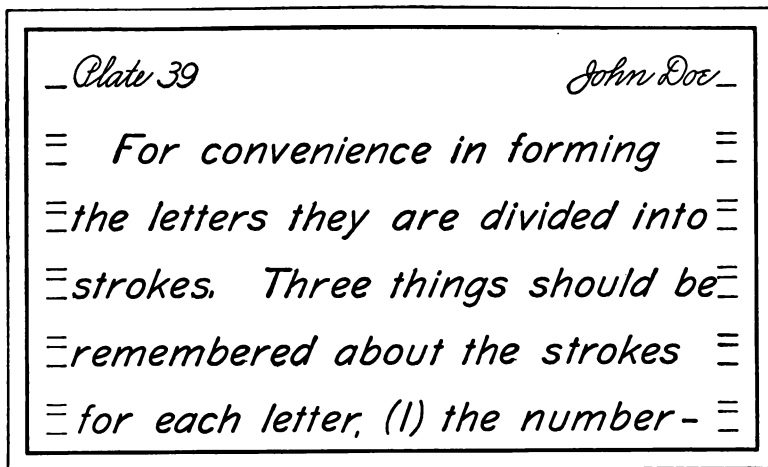 Plate 39 John Doe
For convenience in forming
the letters they are divided into
strokes. Three things should be
remembered about the strokes
for each letter, (1) the number-